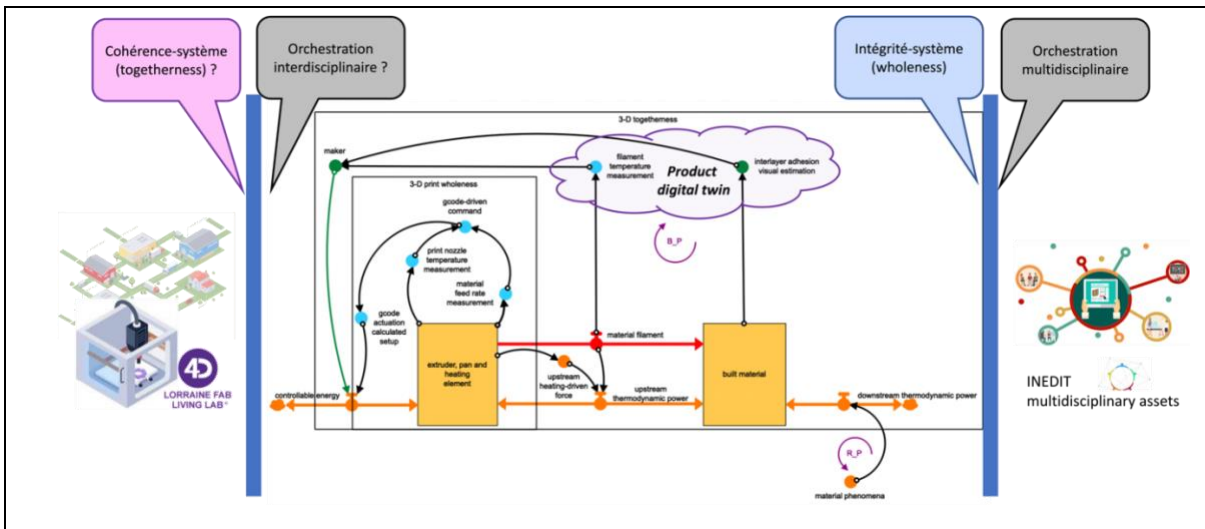 Cohérence-système
(togetherness) ?
Orchestration
interdisciplinaire ?
Intégrité-système
(wholeness)
Orchestration
multidisciplinaire
3-D togetherness
maker
filament
temperature
measurement
Product
digital twin
interlayer adhesion
visual estimation
3-D print wholeness
gcode-driven
command
print nozzle
temperature
measurement
material
feed rate
measurement
B_P
gcode
actuation
calculated
setup
extruder, pan and
heating
element
material filament
built material
upstream
heating-driven
force
controllable energy
upstream
thermodynamic power
downstream thermodynamic power
R_P
material phenomena
4D
LORRAINE FAB
LIVING LAB
INEDIT
multidisciplinary assets